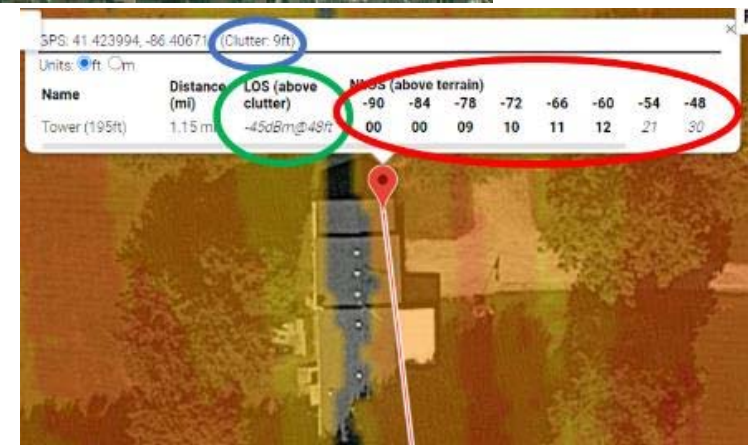 GPS: 41.423994, -86.40671 (Clutter: 9ft)
Units: ft m
Name Distance (mi) LOS (above clutter) NLOS (above terrain)
-90 -84 -78 -72 -66 -60 -54 -48
Tower (195ft) 1.15 mi -45dBm@48ft 00 00 09 10 11 12 21 30